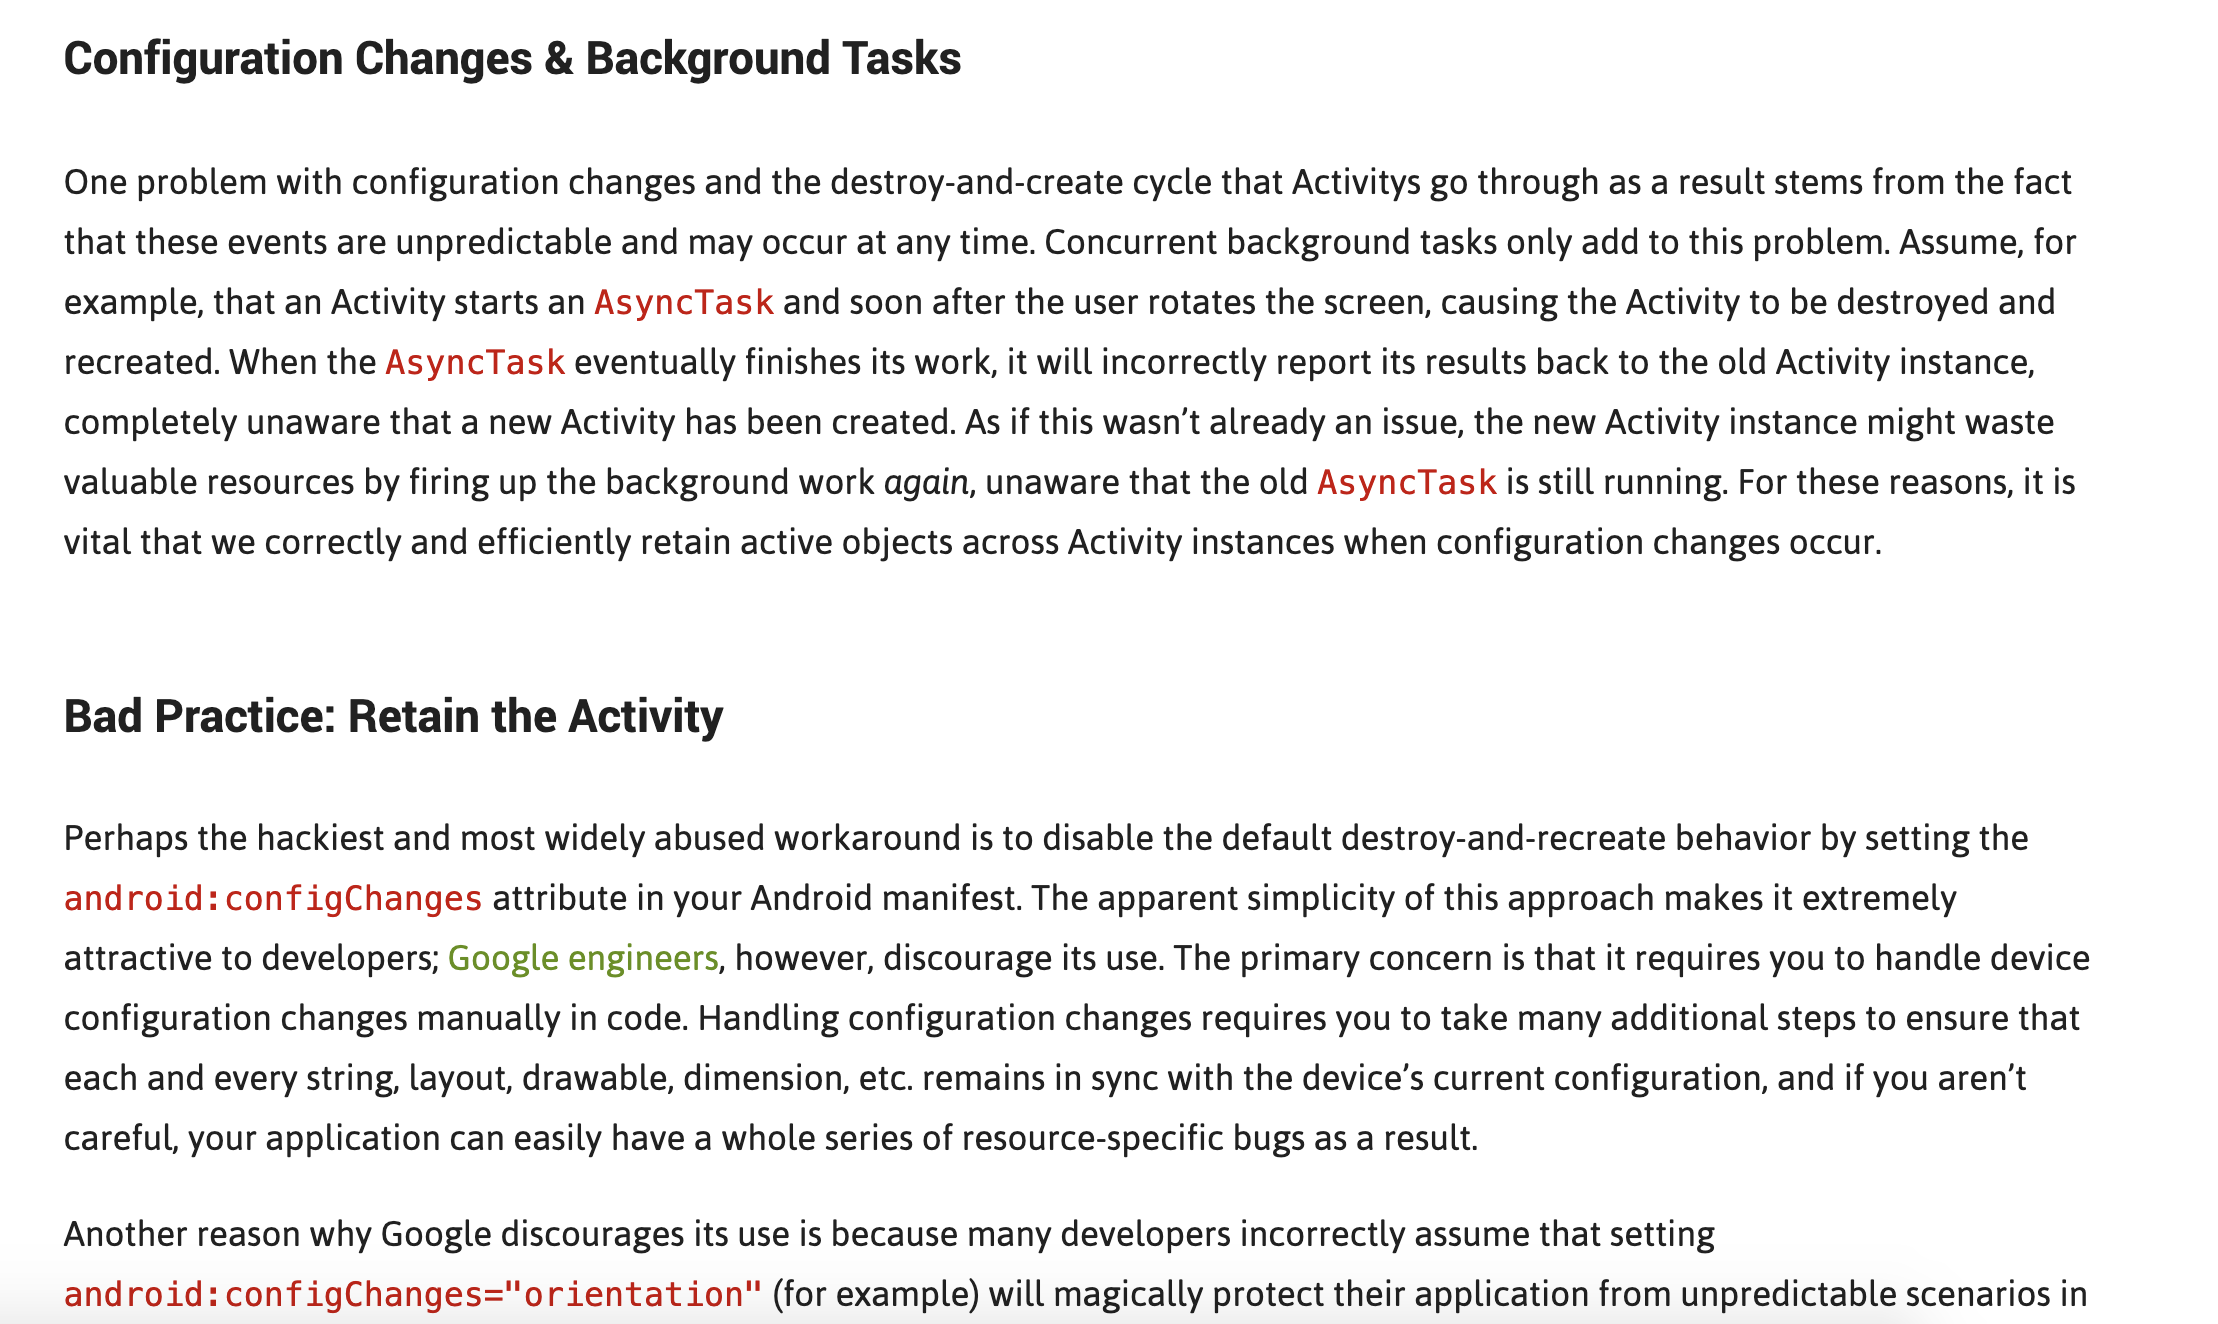 Configuration Changes & Background Tasks
One problem with configuration changes and the destroy-and-create cycle that Activitys go through as a result stems from the fact
that these events are unpredictable and may occur at any time. Concurrent background tasks only add to this problem. Assume, for
example, that an Activity starts an AsyncTask and soon after the user rotates the screen, causing the Activity to be destroyed and
recreated. When the AsyncTask eventually finishes its work, it will incorrectly report its results back to the old Activity instance,
completely unaware that a new Activity has been created. As if this wasn’t already an issue, the new Activity instance might waste
valuable resources by firing up the background work again, unaware that the old AsyncTask is still running. For these reasons, it is
vital that we correctly and efficiently retain active objects across Activity instances when configuration changes occur.
Bad Practice: Retain the Activity
Perhaps the hackiest and most widely abused workaround is to disable the default destroy-and-recreate behavior by setting the
android:configChanges attribute in your Android manifest. The apparent simplicity of this approach makes it extremely
attractive to developers; Google engineers, however, discourage its use. The primary concern is that it requires you to handle device
configuration changes manually in code. Handling configuration changes requires you to take many additional steps to ensure that
each and every string, layout, drawable, dimension, etc. remains in sync with the device’s current configuration, and if you aren’t
careful, your application can easily have a whole series of resource-specific bugs as a result.
Another reason why Google discourages its use is because many developers incorrectly assume that setting
android:configChanges="orientation" (for example) will magically protect their application from unpredictable scenarios in